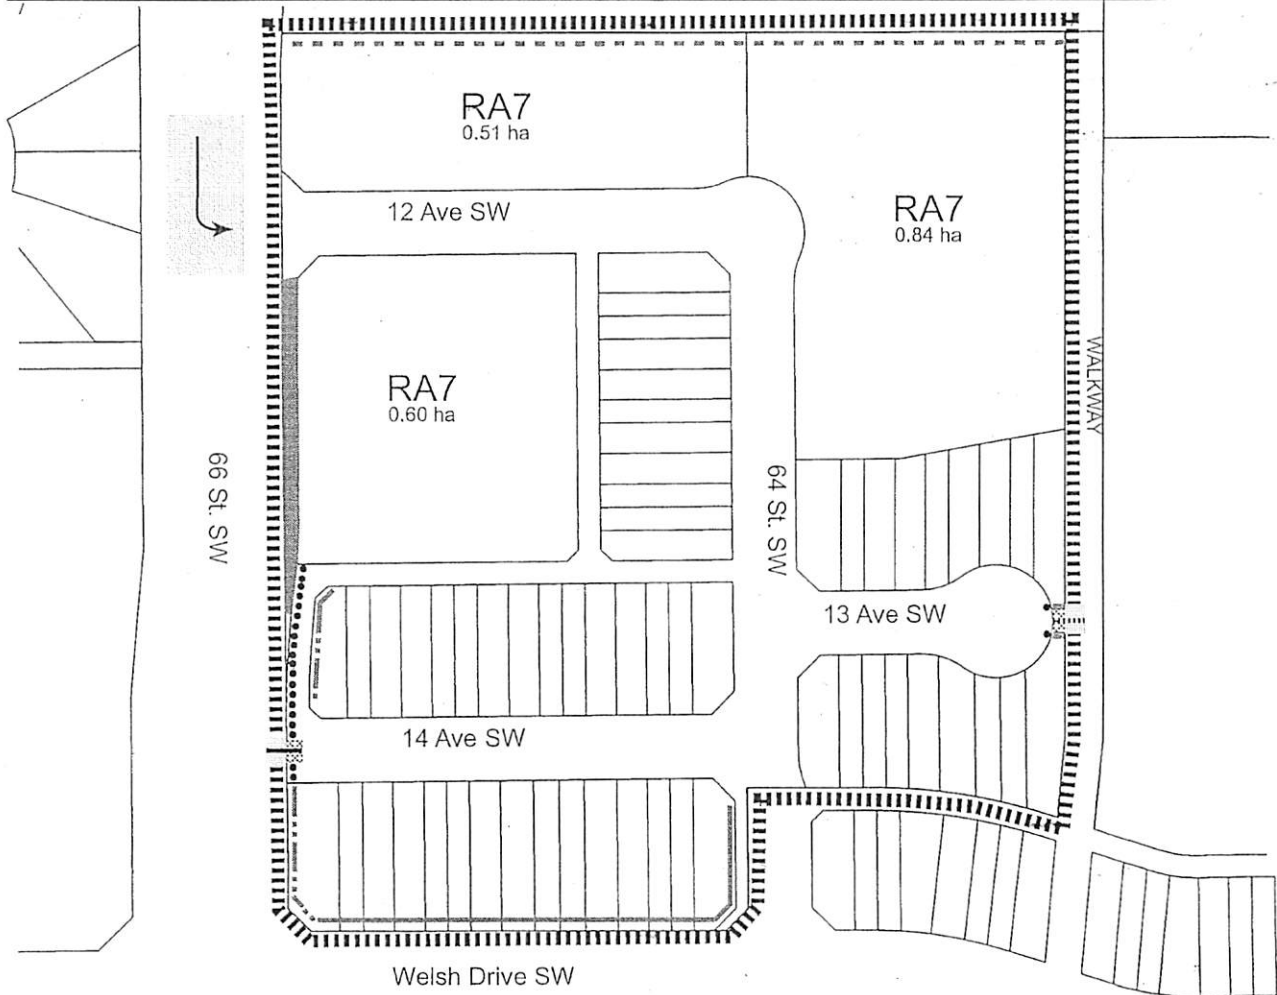 RA7
0.51 ha
12 Ave SW
RA7
0.84 ha
RA7
0.60 ha
WALKWAY
66 St. SW
64 St. SW
13 Ave SW
14 Ave SW
Welsh Drive SW